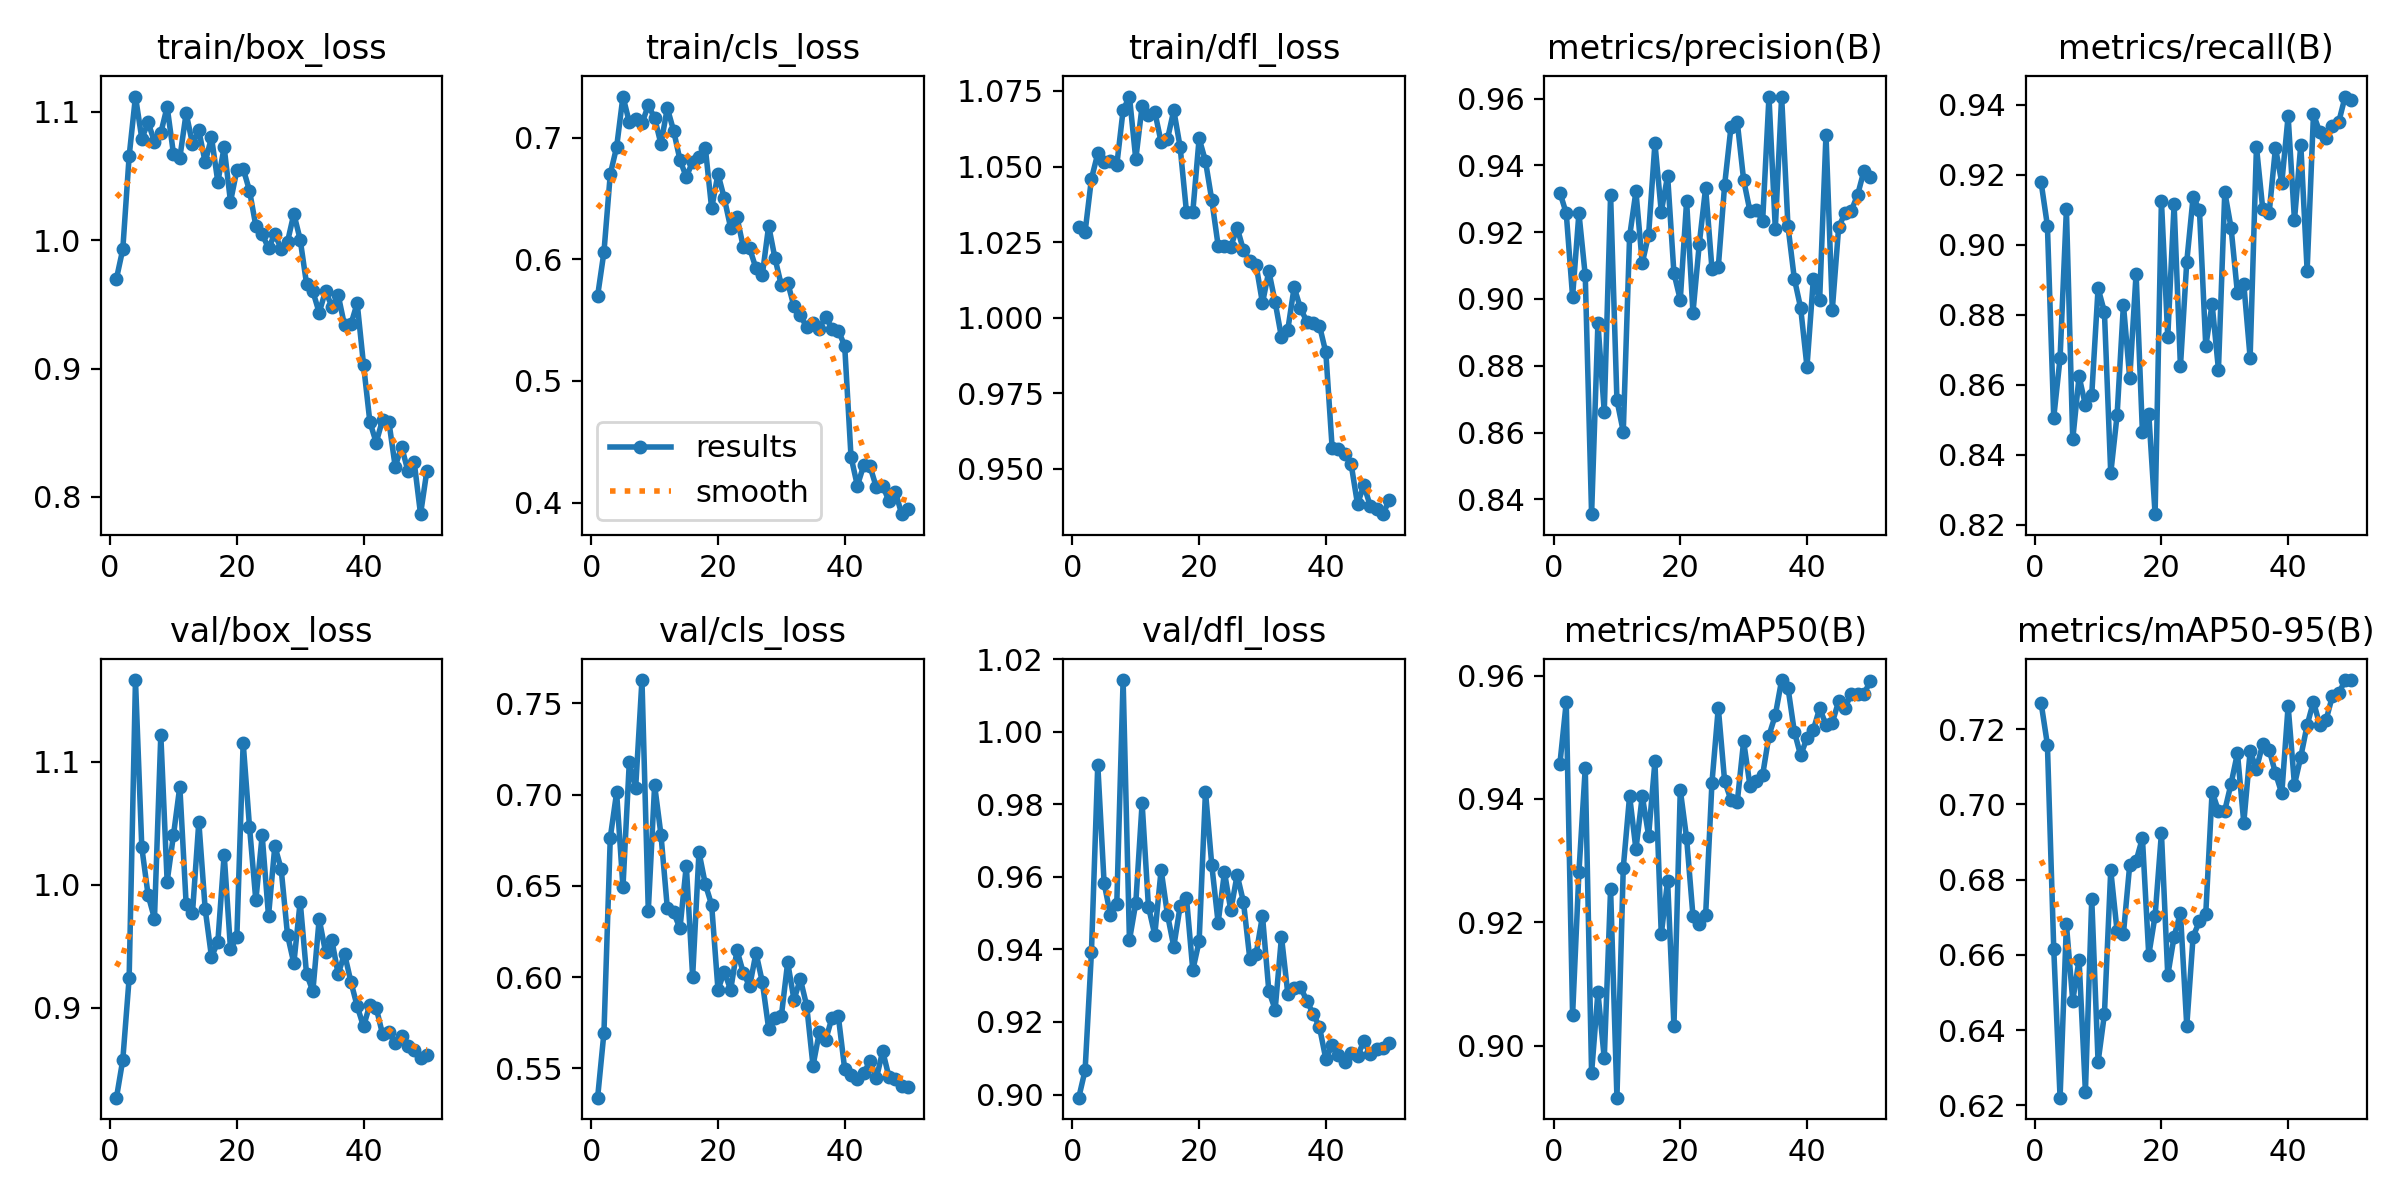 train/box_loss
train/cls_loss
train/dfl_loss
metrics/precision(B)
metrics/recall(B)
1.1
1.0
0.9
0.8
0 20 40
0.7
0.6
0.5
0.4
results
smooth
0 20 40
1.075
1.050
1.025
1.000
0.975
0.950
0 20 40
0.96
0.94
0.92
0.90
0.88
0.86
0.84
0 20 40
0.94
0.92
0.90
0.88
0.86
0.84
0.82
0 20 40
val/box_loss
val/cls_loss
val/dfl_loss
metrics/mAP50(B)
metrics/mAP50-95(B)
1.1
1.0
0.9
0 20 40
0.75
0.70
0.65
0.60
0.55
0 20 40
1.02
1.00
0.98
0.96
0.94
0.92
0.90
0 20 40
0.96
0.94
0.92
0.90
0 20 40
0.72
0.70
0.68
0.66
0.64
0.62
0 20 40